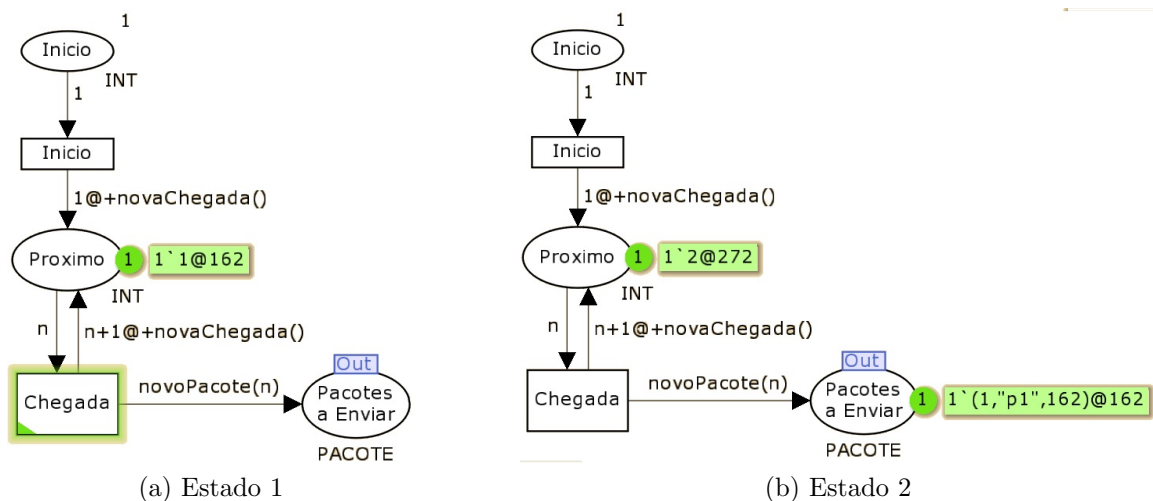 1
Inicio
INT
1
Inicio
1@+novaChegada()
Proximo
1
1`1@162
INT
n
n+1@+novaChegada()
Out
Chegada
novoPacote(n)
Pacotes
a Enviar
PACOTE
(a) Estado 1
1
Inicio
INT
1
Inicio
1@+novaChegada()
Proximo
1
1`2@272
INT
n
n+1@+novaChegada()
Out
Chegada
novoPacote(n)
Pacotes
a Enviar
1
1`(1,"p1",162)@162
PACOTE
(b) Estado 2